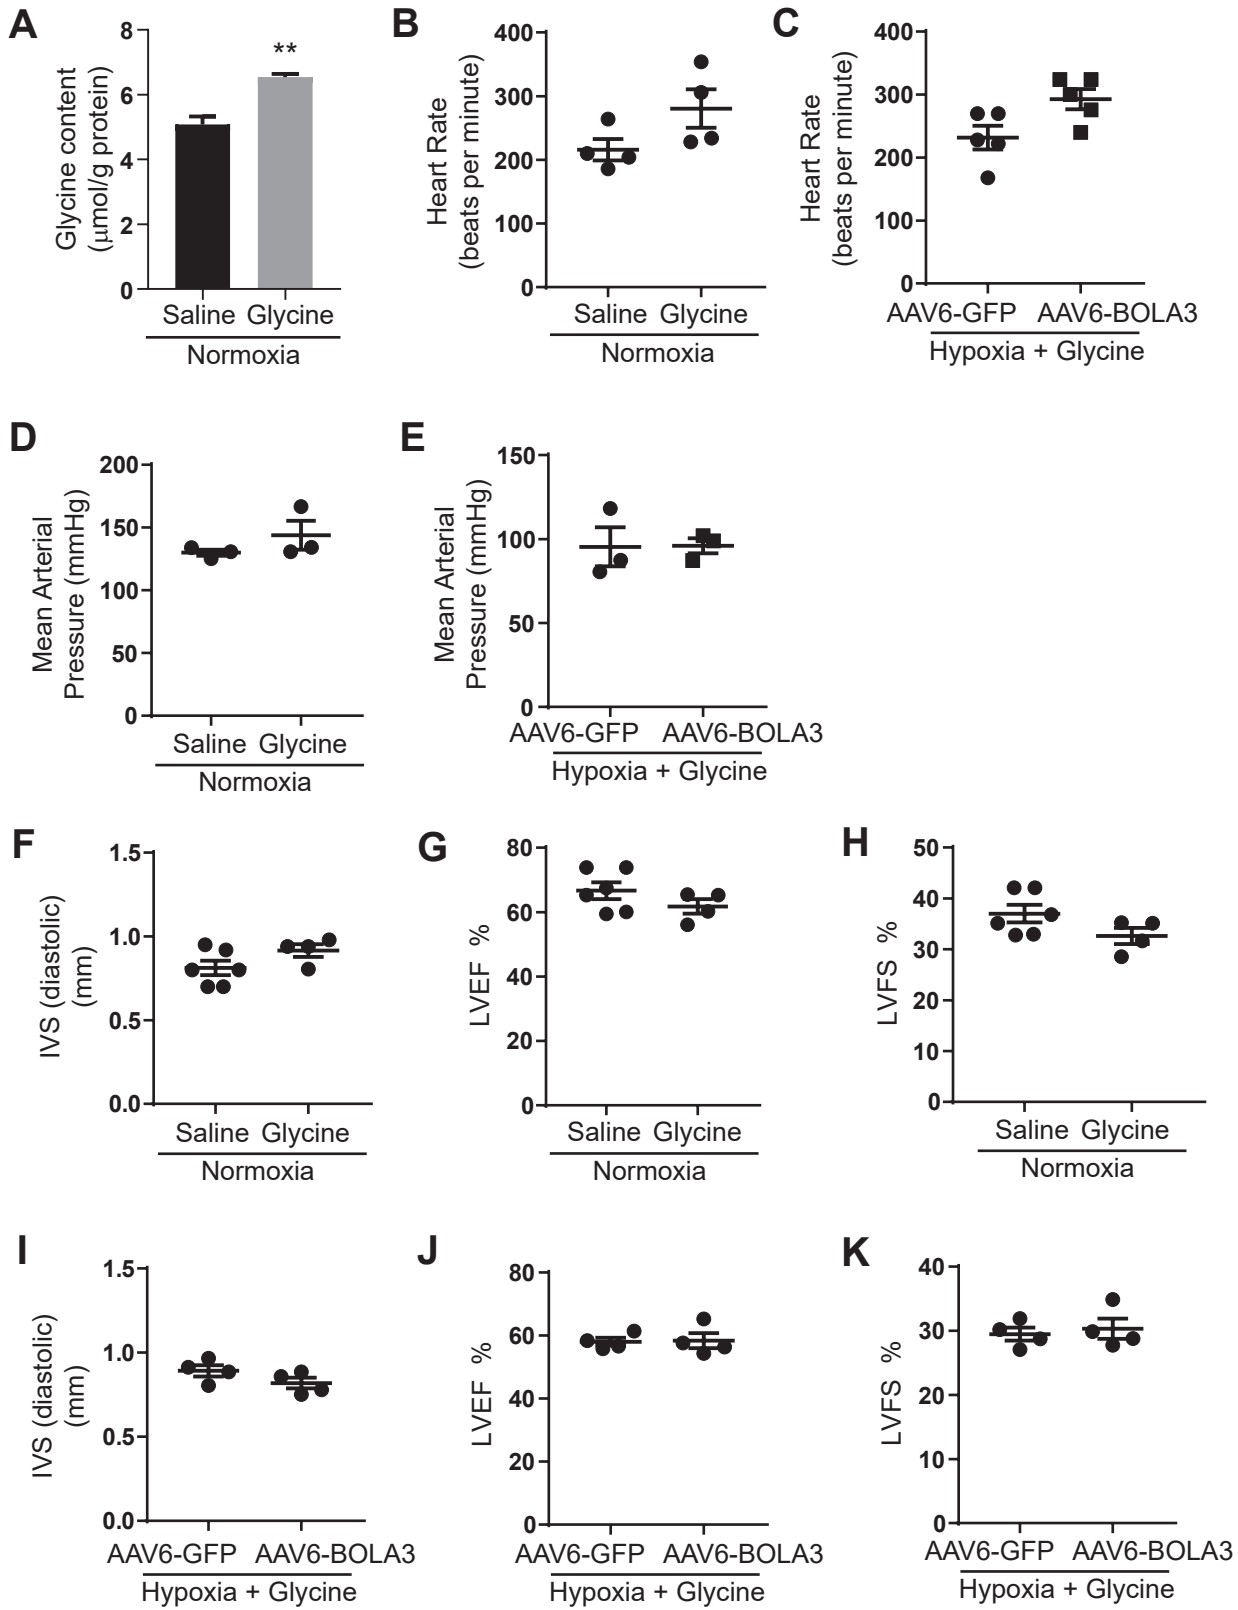 A
Glycine content
(μmol/g protein)
8
6
4
2
0
**
Saline Glycine
Normoxia
B
Heart Rate
(beats per minute)
400
300
200
100
0
Saline Glycine
Normoxia
C
Heart Rate
(beats per minute)
400
300
200
100
0
AAV6-GFP AAV6-BOLA3
Hypoxia + Glycine
D
Mean Arterial
Pressure (mmHg)
200
150
100
50
0
Saline Glycine
Normoxia
E
Mean Arterial
Pressure (mmHg)
150
100
50
0
AAV6-GFP AAV6-BOLA3
Hypoxia + Glycine
F
IVS (diastolic)
(mm)
1.5
1.0
0.5
0.0
Saline Glycine
Normoxia
G
LVEF %
80
60
40
20
0
Saline Glycine
Normoxia
H
LVFS %
50
40
30
20
10
0
Saline Glycine
Normoxia
I
IVS (diastolic)
(mm)
1.5
1.0
0.5
0.0
AAV6-GFP AAV6-BOLA3
Hypoxia + Glycine
J
LVEF %
80
60
40
20
0
AAV6-GFP AAV6-BOLA3
Hypoxia + Glycine
K
LVFS %
40
30
20
10
0
AAV6-GFP AAV6-BOLA3
Hypoxia + Glycine